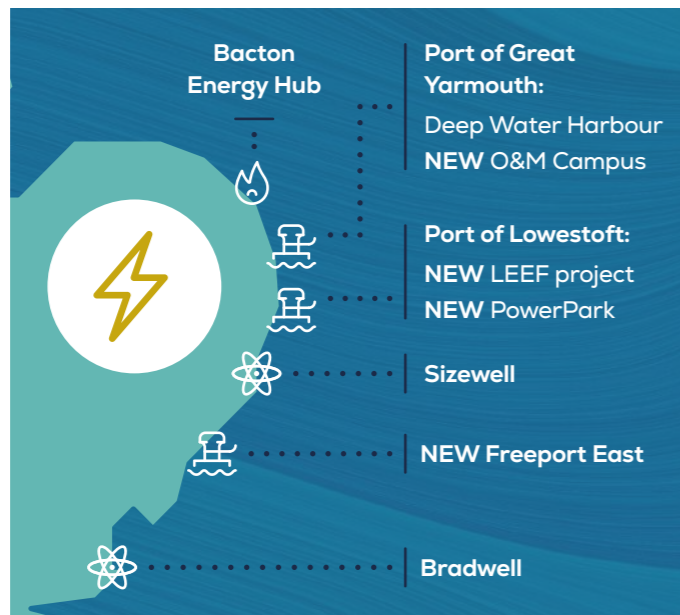 Bacton
Energy Hub
Port of Great
Yarmouth:
Deep Water Harbour
NEW O&M Campus
Port of Lowestoft:
NEW LEEF project
NEW PowerPark
Sizewell
NEW Freeport East
Bradwell